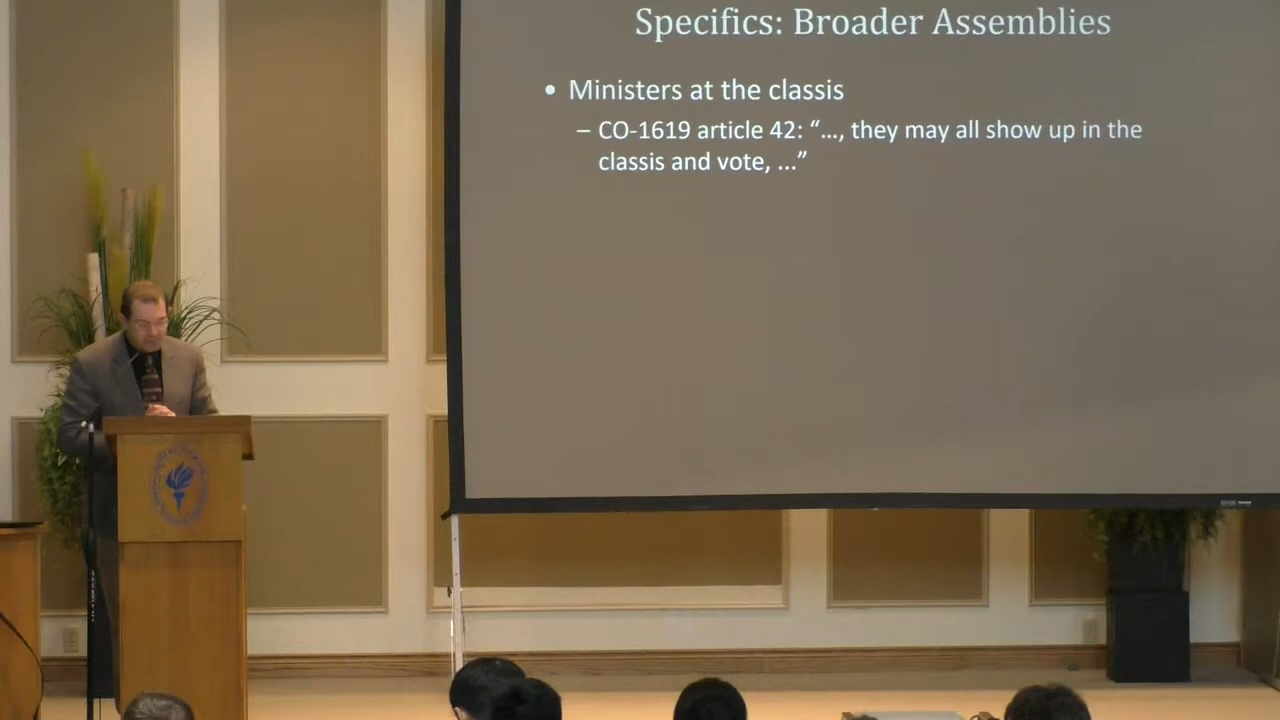 Specifics: Broader Assemblies
• Ministers at the classis
– CO-1619 article 42: “…, they may all show up in the
classis and vote, …”